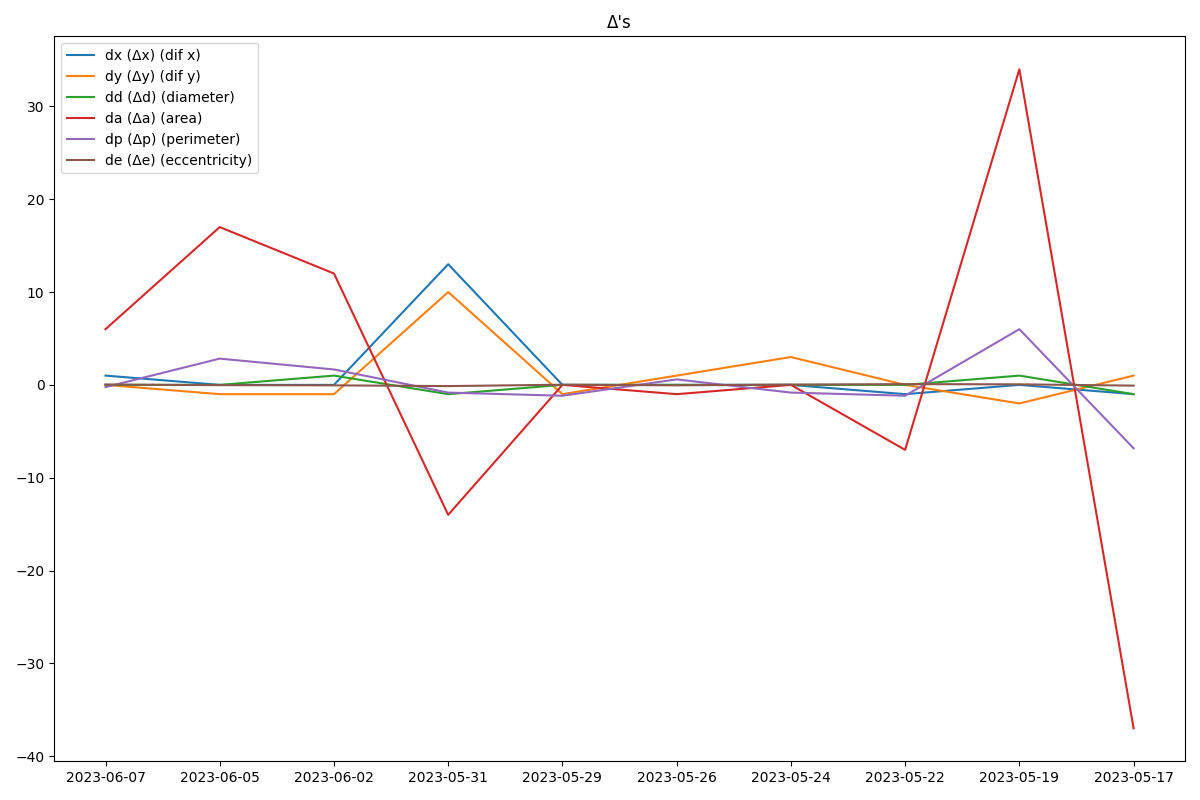 Δ's
dx (Δx) (dif x)
dy (Δy) (dif y)
dd (Δd) (diameter)
da (Δa) (area)
dp (Δp) (perimeter)
de (Δe) (eccentricity)
30
20
10
0
−10
−20
−30
−40
2023-06-07 2023-06-05 2023-06-02 2023-05-31 2023-05-29 2023-05-26 2023-05-24 2023-05-22 2023-05-19 2023-05-17